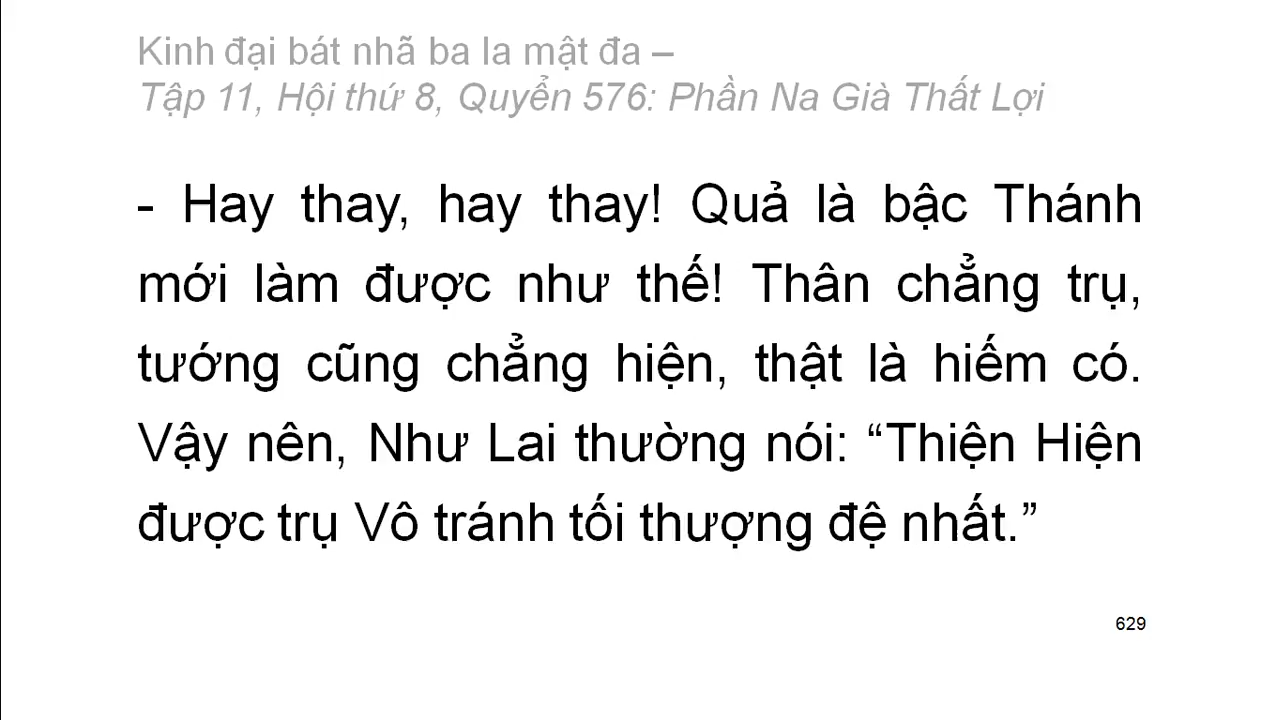 Kinh đại bát nhã ba la mật đa –
Tập 11, Hội thứ 8, Quyển 576: Phần Na Già Thất Lợi
- Hay thay, hay thay! Quả là bậc Thánh
mới làm được như thế! Thân chẳng trụ,
tướng cũng chẳng hiện, thật là hiếm có.
Vậy nên, Như Lai thường nói: “Thiện Hiện
được trụ Vô tránh tối thượng đệ nhất.”
629